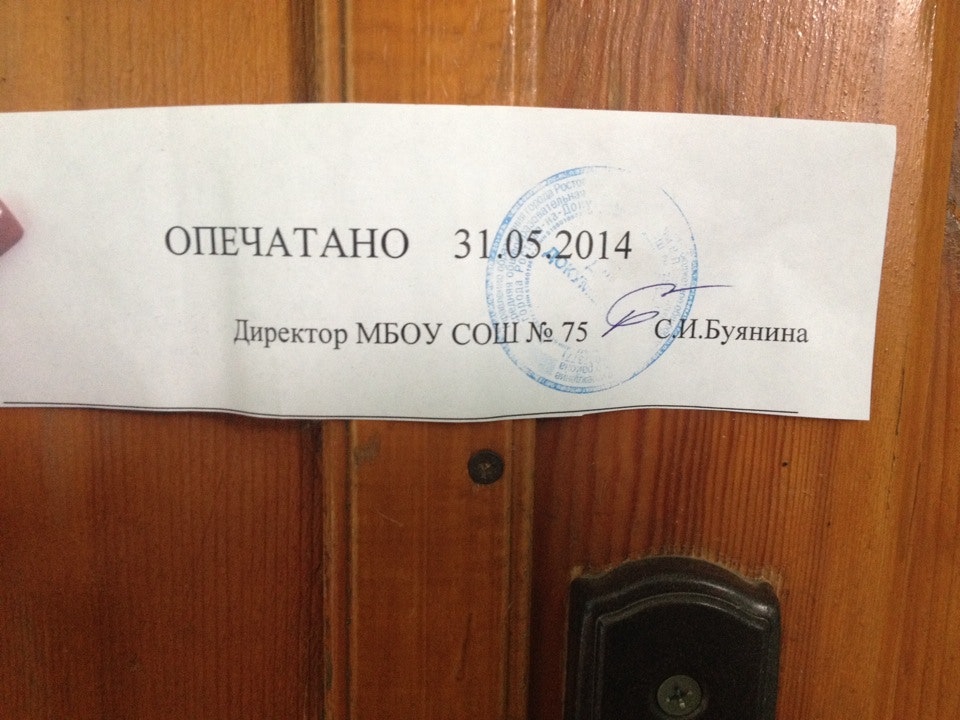 ОПЕЧАТАНО 31.05.2014
Директор МБОУ СОШ № 75 С.И.Буянина